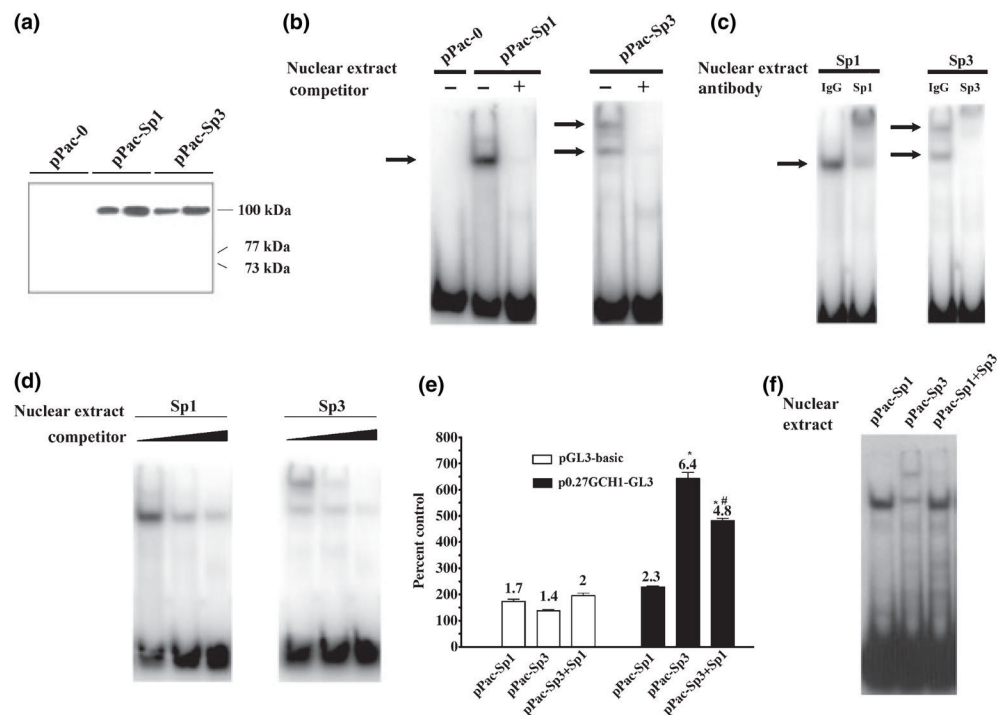 (a)
pPac-0
pPac-Sp1
pPac-Sp3
100 kDa
77 kDa
73 kDa
(b)
pPac-0
pPac-Sp1
pPac-Sp3
Nuclear extract
competitor
– – +
– +
(c)
Nuclear extract
antibody
Sp1
IgG Sp1
Sp3
IgG Sp3
(d)
Nuclear extract
competitor
Sp1
Sp3
(e)
Percent control
800
700
600
500
400
300
200
100
0
pGL3-basic
p0.27GCH1-GL3
1.7
1.4
2
2.3
*
6.4
* #
4.8
pPac-Sp1
pPac-Sp3
pPac-Sp3+Sp1
pPac-Sp1
pPac-Sp3
pPac-Sp3+Sp1
(f)
Nuclear
extract
pPac-Sp1
pPac-Sp3
pPac-Sp1+Sp3